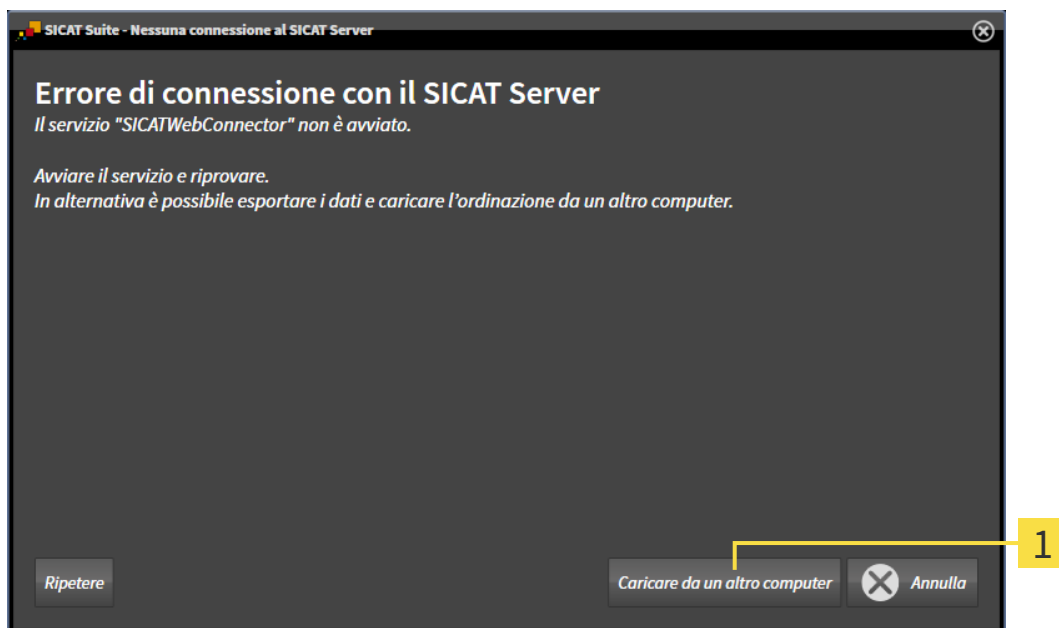 SICAT Suite - Nessuna connessione al SICAT Server
Errore di connessione con il SICAT Server
Il servizio "SICATWebConnector" non è avviato.
Avviare il servizio e riprovare.
In alternativa è possibile esportare i dati e caricare l’ordinazione da un altro computer.
1
Ripetere
Caricare da un altro computer
Annulla